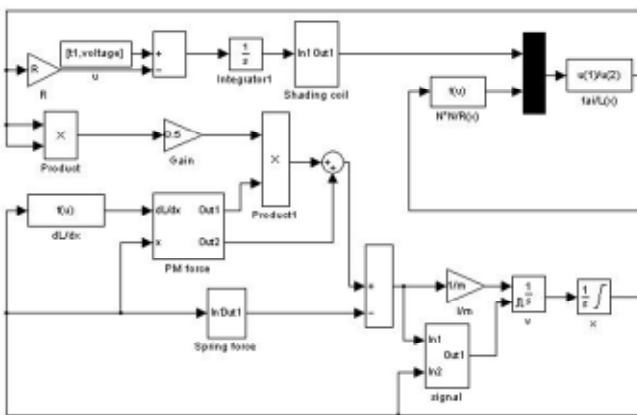 [t1,voltage]
+
−
R
u
R
1
s
Integrator1
In1 Out1
Shading coil
f(u)
N*N/R(x)
u(1)/u(2)
fai/L(x)
×
Product
0.5
Gain
×
Product1
+
+
f(u)
dL/dx
dL/dx
x
Out1
Out2
PM force
+
−
In Out1
Spring force
1/m
1/m
In1
In2
Out1
signal
1
s
v
1
s
x